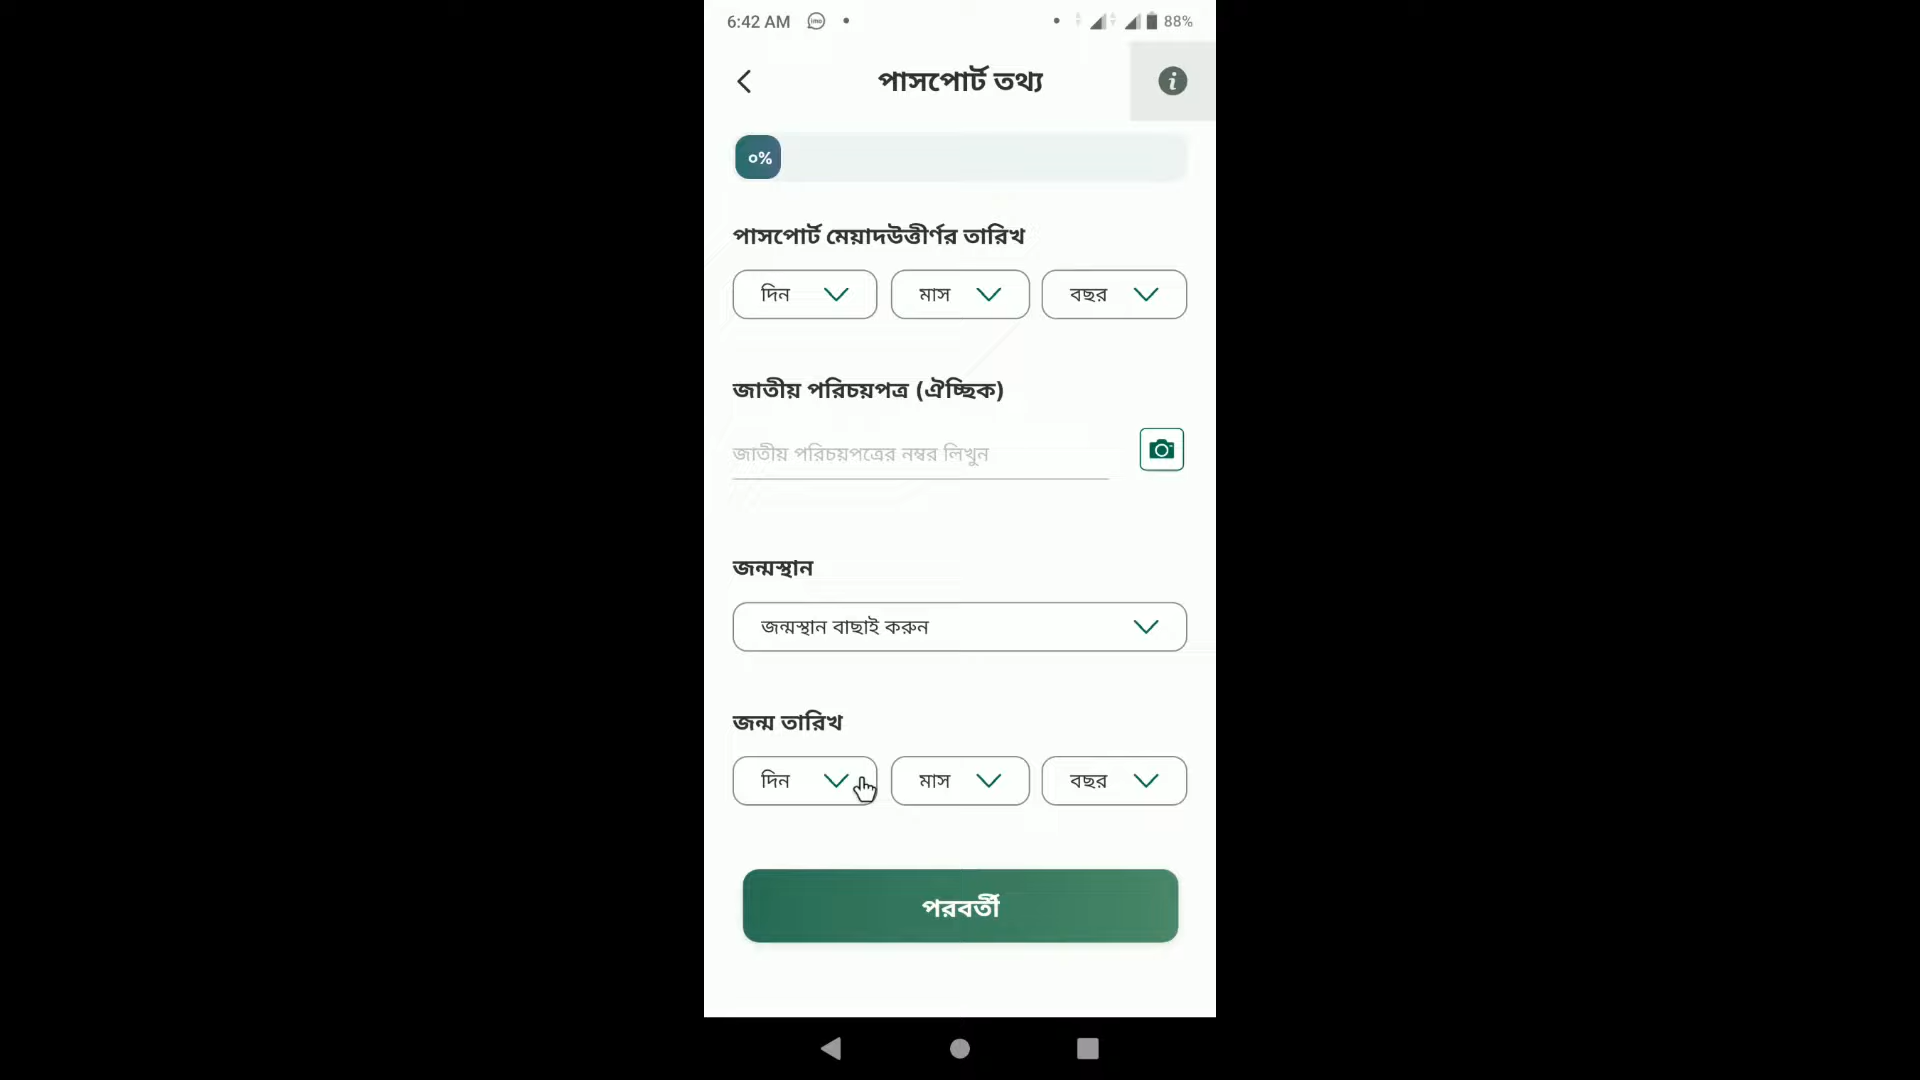 6:42 AM imo 88%
পাসপোর্ট তথ্য
০%
পাসপোর্ট মেয়াদউত্তীর্ণর তারিখ
দিন মাস বছর
জাতীয় পরিচয়পত্র (ঐচ্ছিক)
জাতীয় পরিচয়পত্রের নম্বর লিখুন
জন্মস্থান
জন্মস্থান বাছাই করুন
জন্ম তারিখ
দিন মাস বছর
পরবর্তী